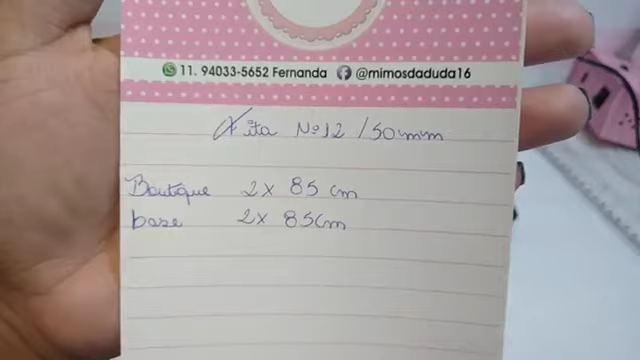 11. 94033-5652 Fernanda @mimosdaduda16
Fita Nº12 /50mm
Boutique 2x 85 cm
base 2x 85cm